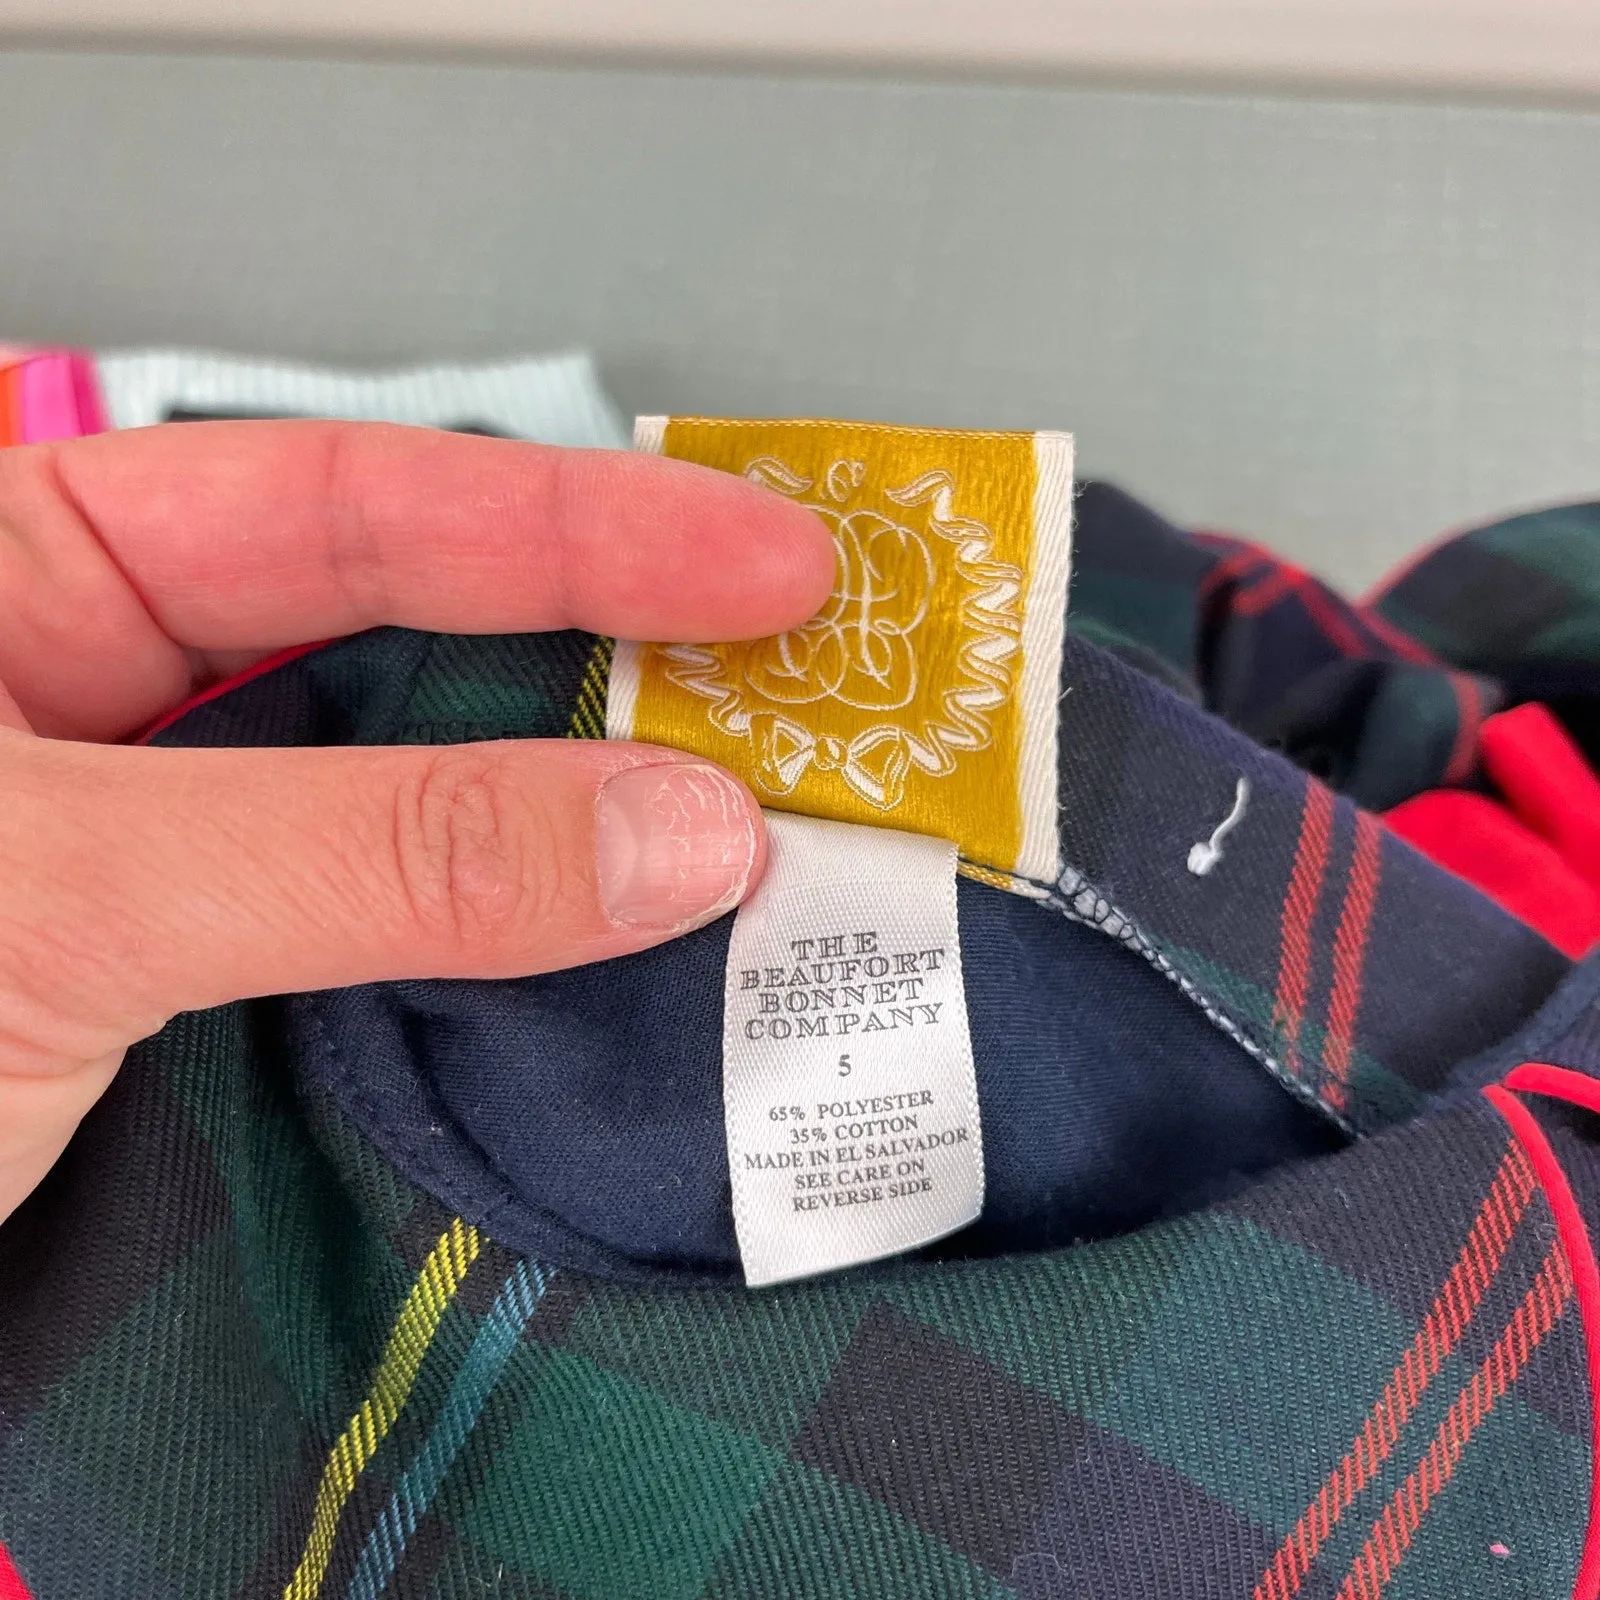 THE
BEAUFORT
BONNET
COMPANY
5
65% POLYESTER
35% COTTON
MADE IN EL SALVADOR
SEE CARE ON
REVERSE SIDE